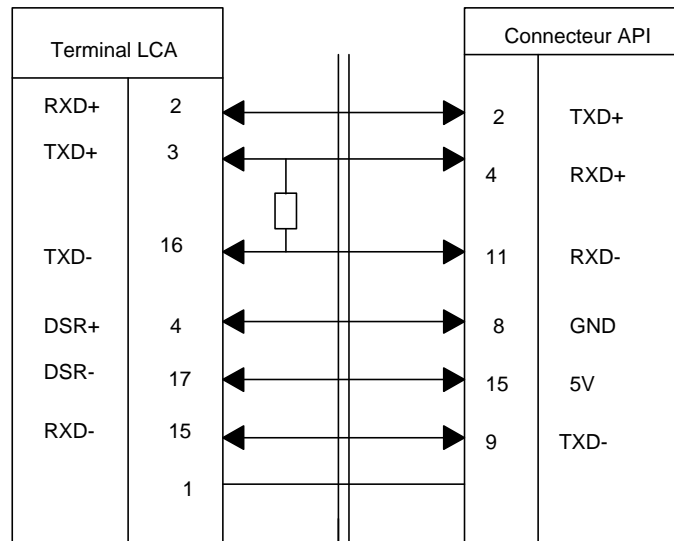 Terminal LCA
Connecteur API
RXD+ 2 2 TXD+
TXD+ 3 4 RXD+
TXD- 16 11 RXD-
DSR+ 4 8 GND
DSR- 17 15 5V
RXD- 15 9 TXD-
1